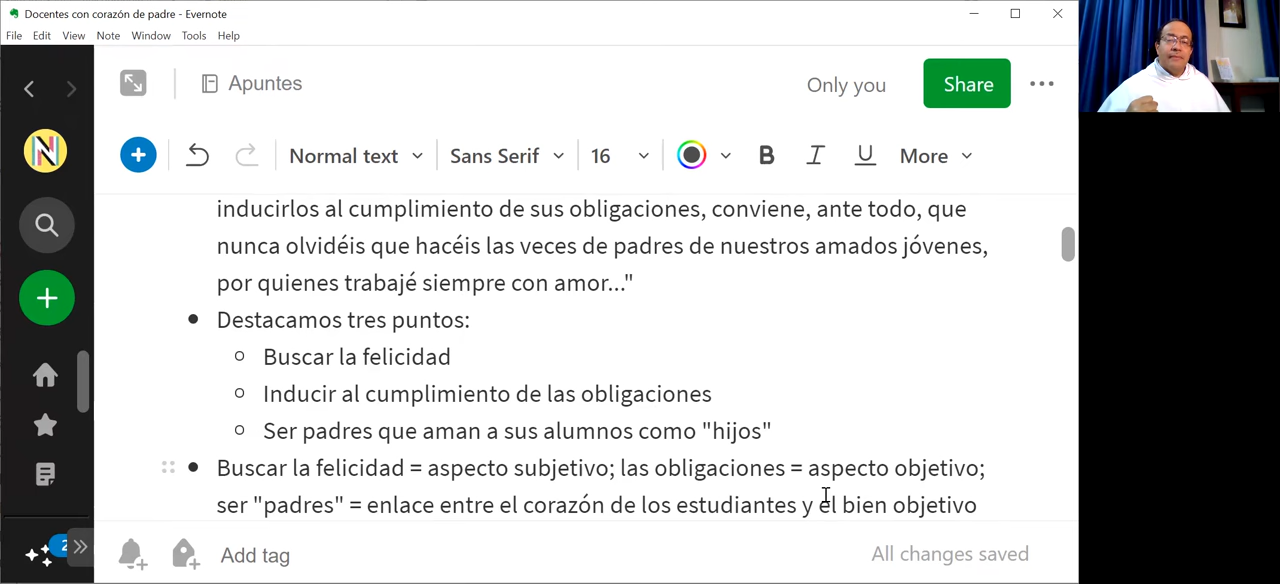 Docentes con corazón de padre - Evernote
File Edit View Note Window Tools Help
Apuntes
Only you
Share
Normal text
Sans Serif
16
B I U More
inducirlos al cumplimiento de sus obligaciones, conviene, ante todo, que
nunca olvidéis que hacéis las veces de padres de nuestros amados jóvenes,
por quienes trabajé siempre con amor..."
Destacamos tres puntos:
Buscar la felicidad
Inducir al cumplimiento de las obligaciones
Ser padres que aman a sus alumnos como "hijos"
Buscar la felicidad = aspecto subjetivo; las obligaciones = aspecto objetivo;
ser "padres" = enlace entre el corazón de los estudiantes y el bien objetivo
2
Add tag
All changes saved